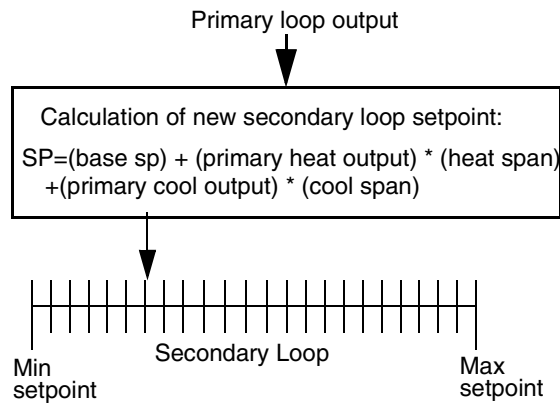 Primary loop output
Calculation of new secondary loop setpoint:
SP=(base sp) + (primary heat output) * (heat span)
+(primary cool output) * (cool span)
Secondary Loop
Min
setpoint
Max
setpoint